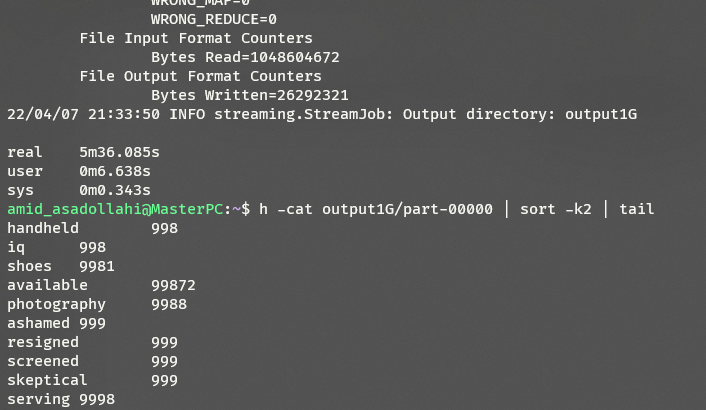 WRONG_MAP=0
WRONG_REDUCE=0
File Input Format Counters
Bytes Read=1048604672
File Output Format Counters
Bytes Written=26292321
22/04/07 21:33:50 INFO streaming.StreamJob: Output directory: output1G
real 5m36.085s
user 0m6.638s
sys 0m0.343s
amid_asadollahi@MasterPC:~$ h -cat output1G/part-00000 | sort -k2 | tail
handheld 998
iq 998
shoes 9981
available 99872
photography 9988
ashamed 999
resigned 999
screened 999
skeptical 999
serving 9998